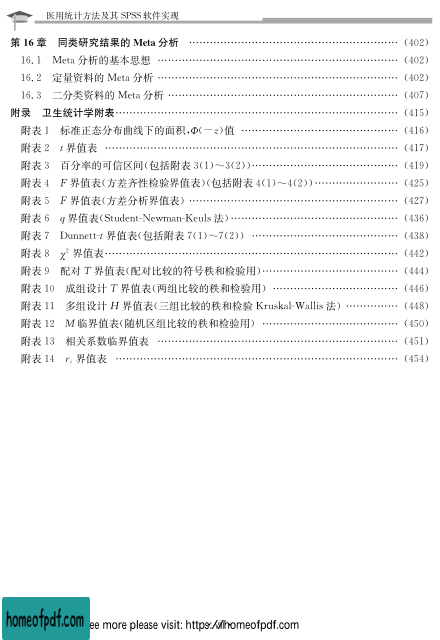 医用统计方法及其 SPSS 软件实现
第 16 章 同类研究结果的 Meta 分析 …………………………………………… (402)
16.1 Meta 分析的基本思想 …………………………………………… (402)
16.2 定量资料的 Meta 分析 …………………………………………… (402)
16.3 二分类资料的 Meta 分析 …………………………………………… (407)
附录 卫生统计学附表 …………………………………………… (415)
附表 1 标准正态分布曲线下的面积,Φ(−z)值 …………………………… (416)
附表 2 t 界值表 …………………………………………… (417)
附表 3 百分率的可信区间(包括附表 3(1)~3(2)) …………………………… (419)
附表 4 F 界值表(方差齐性检验界值表)(包括附表 4(1)~4(2)) ……………… (425)
附表 5 F 界值表(方差分析界值表) …………………………………… (427)
附表 6 q 界值表(Student-Newman-Keuls 法) …………………………… (436)
附表 7 Dunnett-t 界值表(包括附表 7(1)~7(2)) …………………………… (438)
附表 8 χ² 界值表 …………………………………………… (442)
附表 9 配对 T 界值表(配对比较的符号秩和检验用) ……………………… (444)
附表 10 成组设计 T 界值表(两组比较的秩和检验用) ……………………… (446)
附表 11 多组设计 H 界值表(三组比较的秩和检验 Kruskal-Wallis 法) ………… (448)
附表 12 M 临界值表(随机区组比较的秩和检验用) ……………………… (450)
附表 13 相关系数临界值表 …………………………………………… (451)
附表 14 rₛ 界值表 …………………………………………… (454)
homeofpdf.com
ee more please visit: https://homeofpdf.com